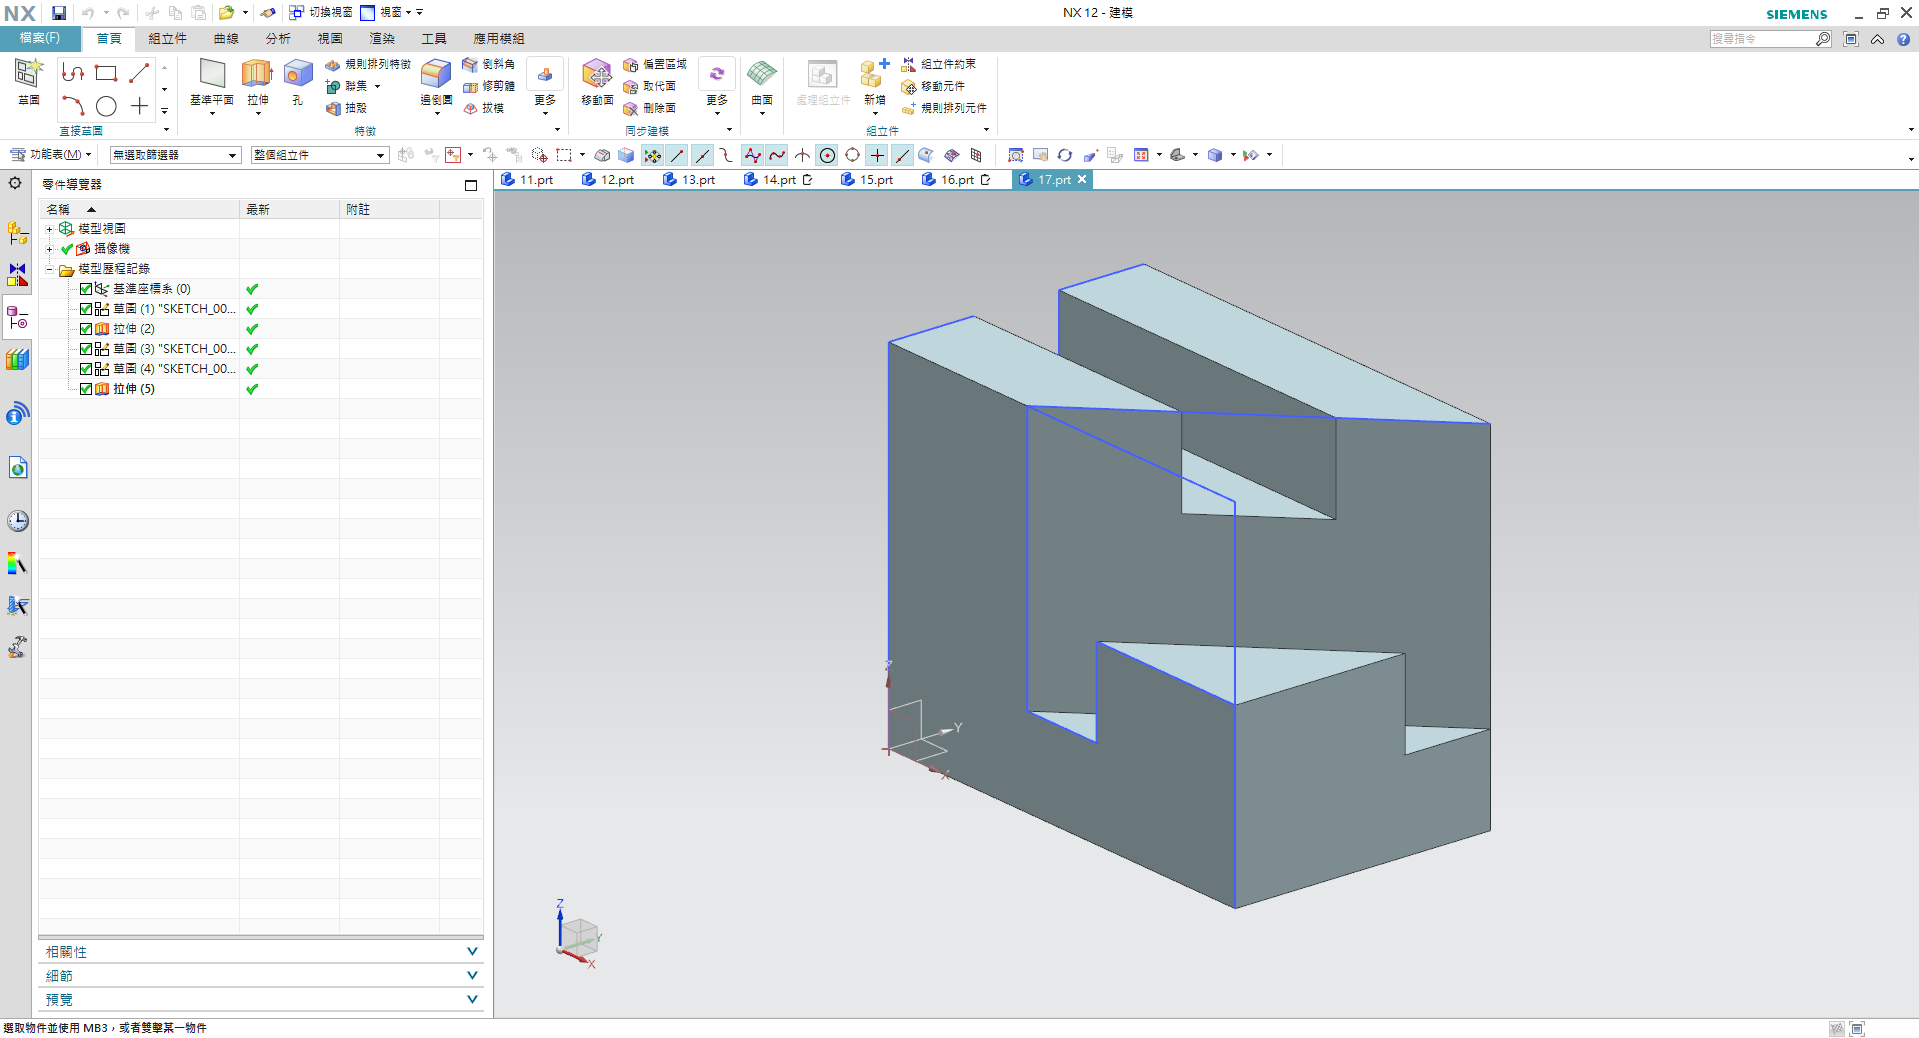 NX
切換視窗 視窗
NX 12 - 建模
SIEMENS
檔案(F) 首頁 組立件 曲線 分析 視圖 渲染 工具 應用模組
搜尋指令
草圖
直接草圖
基準平面 拉伸 孔
規則排列特徵
聯集
抽殼
邊倒圓
倒斜角
修剪體
拔模
更多
特徵
移動面
偏置區域
取代面
刪除面
更多
同步建模
曲面
處理組立件 新增
組立件約束
移動元件
規則排列元件
組立件
功能表(M) 無選取篩選器 整個組立件
零件導覽器
11.prt 12.prt 13.prt 14.prt 15.prt 16.prt 17.prt
名稱 最新 附註
模型視圖
攝像機
模型歷程記錄
基準座標系 (0)
草圖 (1) "SKETCH_00...
拉伸 (2)
草圖 (3) "SKETCH_00...
草圖 (4) "SKETCH_00...
拉伸 (5)
Z
Y
X
Z
Y
X
相關性
細節
預覽
選取物件並使用 MB3，或者雙擊某一物件